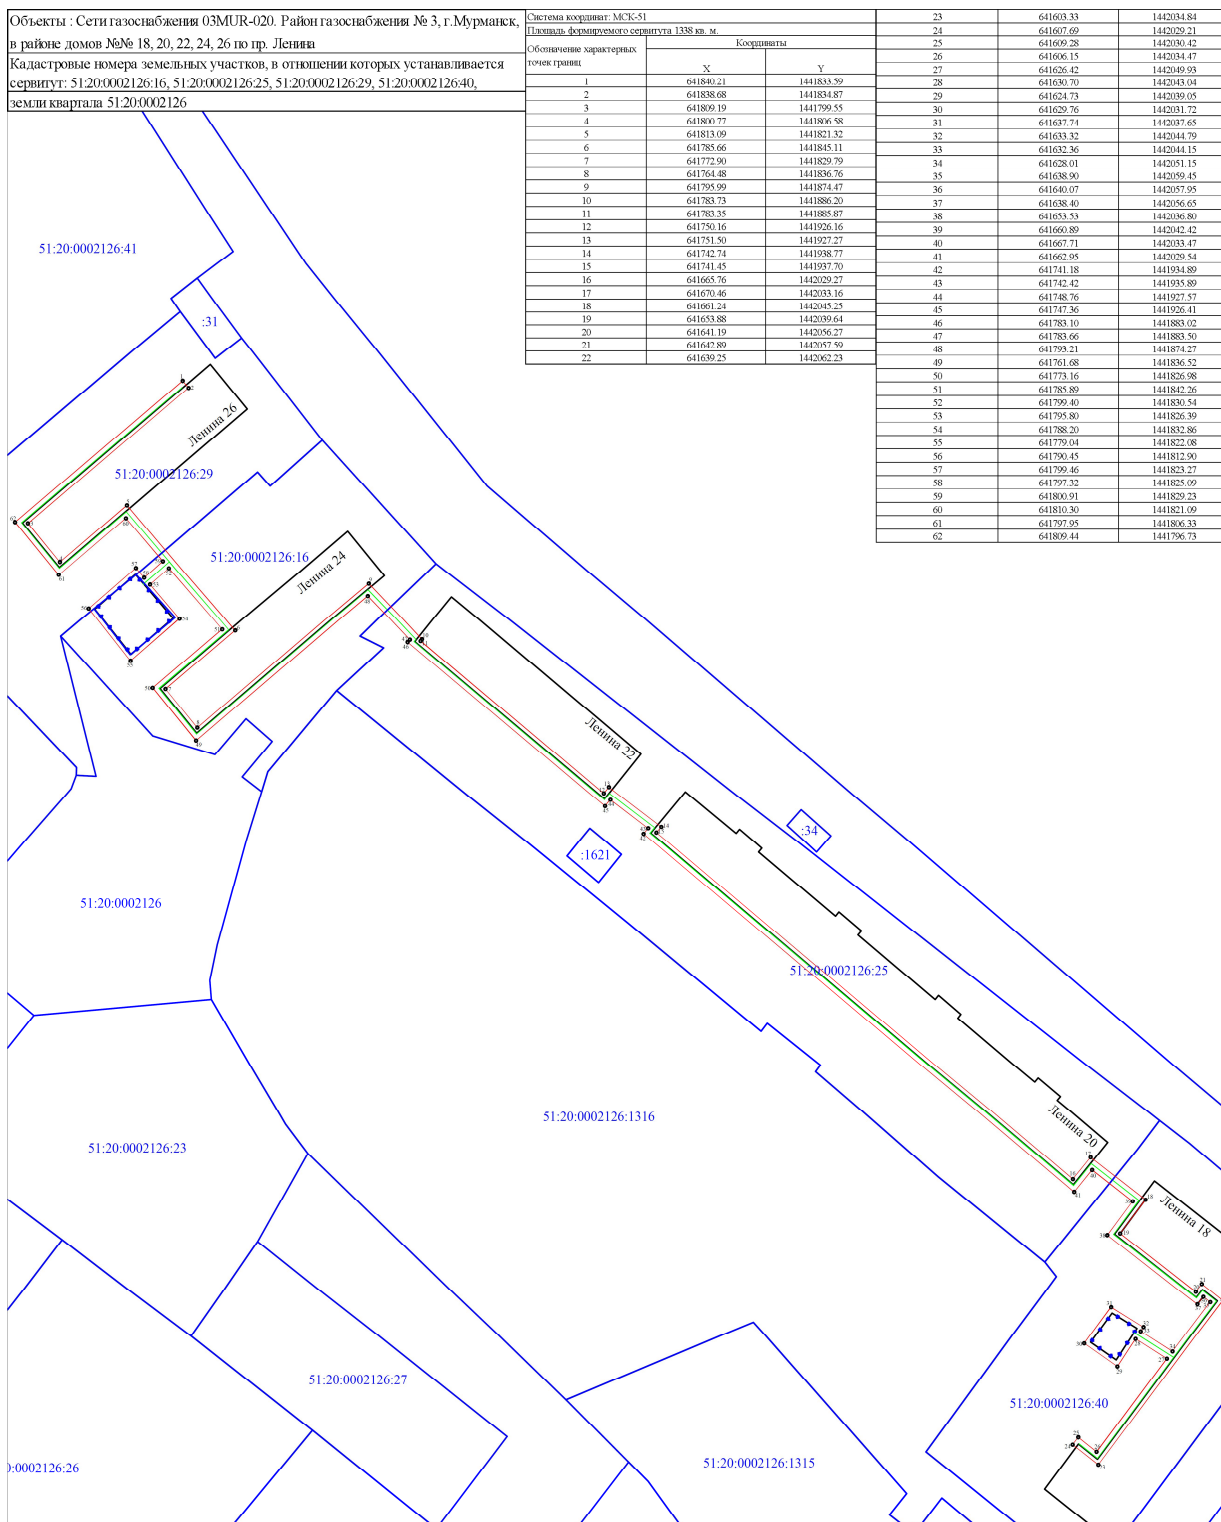 Объекты : Сети газоснабжения 03MUR-020. Район газоснабжения № 3, г.Мурманск,
в районе домов №№ 18, 20, 22, 24, 26 по пр. Ленина
Кадастровые номера земельных участков, в отношении которых устанавливается
сервитут: 51:20:0002126:16, 51:20:0002126:25, 51:20:0002126:29, 51:20:0002126:40,
земли квартала 51:20:0002126
Система координат: МСК-51
Площадь формируемого сервитута 1338 кв. м.
Обозначение характерных точек границ
Координаты
X Y
1 641840.21 1441833.59
2 641838.68 1441834.87
3 641809.19 1441799.55
4 641800.77 1441806.58
5 641813.09 1441821.32
6 641785.66 1441845.11
7 641772.90 1441829.79
8 641764.48 1441836.76
9 641795.99 1441874.47
10 641783.73 1441886.20
11 641783.35 1441885.87
12 641750.16 1441926.16
13 641751.50 1441927.27
14 641742.74 1441938.77
15 641741.45 1441937.70
16 641665.76 1442029.27
17 641670.46 1442033.16
18 641661.24 1442045.25
19 641653.88 1442039.64
20 641641.19 1442056.27
21 641642.89 1442057.59
22 641639.25 1442062.23
23 641603.33 1442034.84
24 641607.69 1442029.21
25 641609.28 1442030.42
26 641606.15 1442034.47
27 641626.42 1442049.93
28 641630.70 1442043.04
29 641624.73 1442039.05
30 641629.76 1442031.72
31 641637.74 1442037.65
32 641633.32 1442044.79
33 641632.36 1442044.15
34 641628.01 1442051.15
35 641638.90 1442059.45
36 641640.07 1442057.95
37 641638.40 1442056.65
38 641653.53 1442036.80
39 641660.89 1442042.42
40 641667.71 1442033.47
41 641662.95 1442029.54
42 641741.18 1441934.89
43 641742.42 1441935.89
44 641748.76 1441927.57
45 641747.36 1441926.41
46 641783.10 1441883.02
47 641783.66 1441883.50
48 641793.21 1441874.27
49 641761.68 1441836.52
50 641773.16 1441826.98
51 641785.89 1441842.26
52 641799.40 1441830.54
53 641795.80 1441826.39
54 641788.20 1441832.86
55 641779.04 1441822.08
56 641790.45 1441812.90
57 641799.46 1441823.27
58 641797.32 1441825.09
59 641800.91 1441829.23
60 641810.30 1441821.09
61 641797.95 1441806.33
62 641809.44 1441796.73
51:20:0002126:41
:31
Ленина 26
51:20:0002126:29
51:20:0002126:16
Ленина 24
Ленина 22
:34
:1621
51:20:0002126
51:20:0002126:25
51:20:0002126:1316
Ленина 20
51:20:0002126:23
Ленина 18
51:20:0002126:27
51:20:0002126:40
51:20:0002126:1315
0:0002126:26